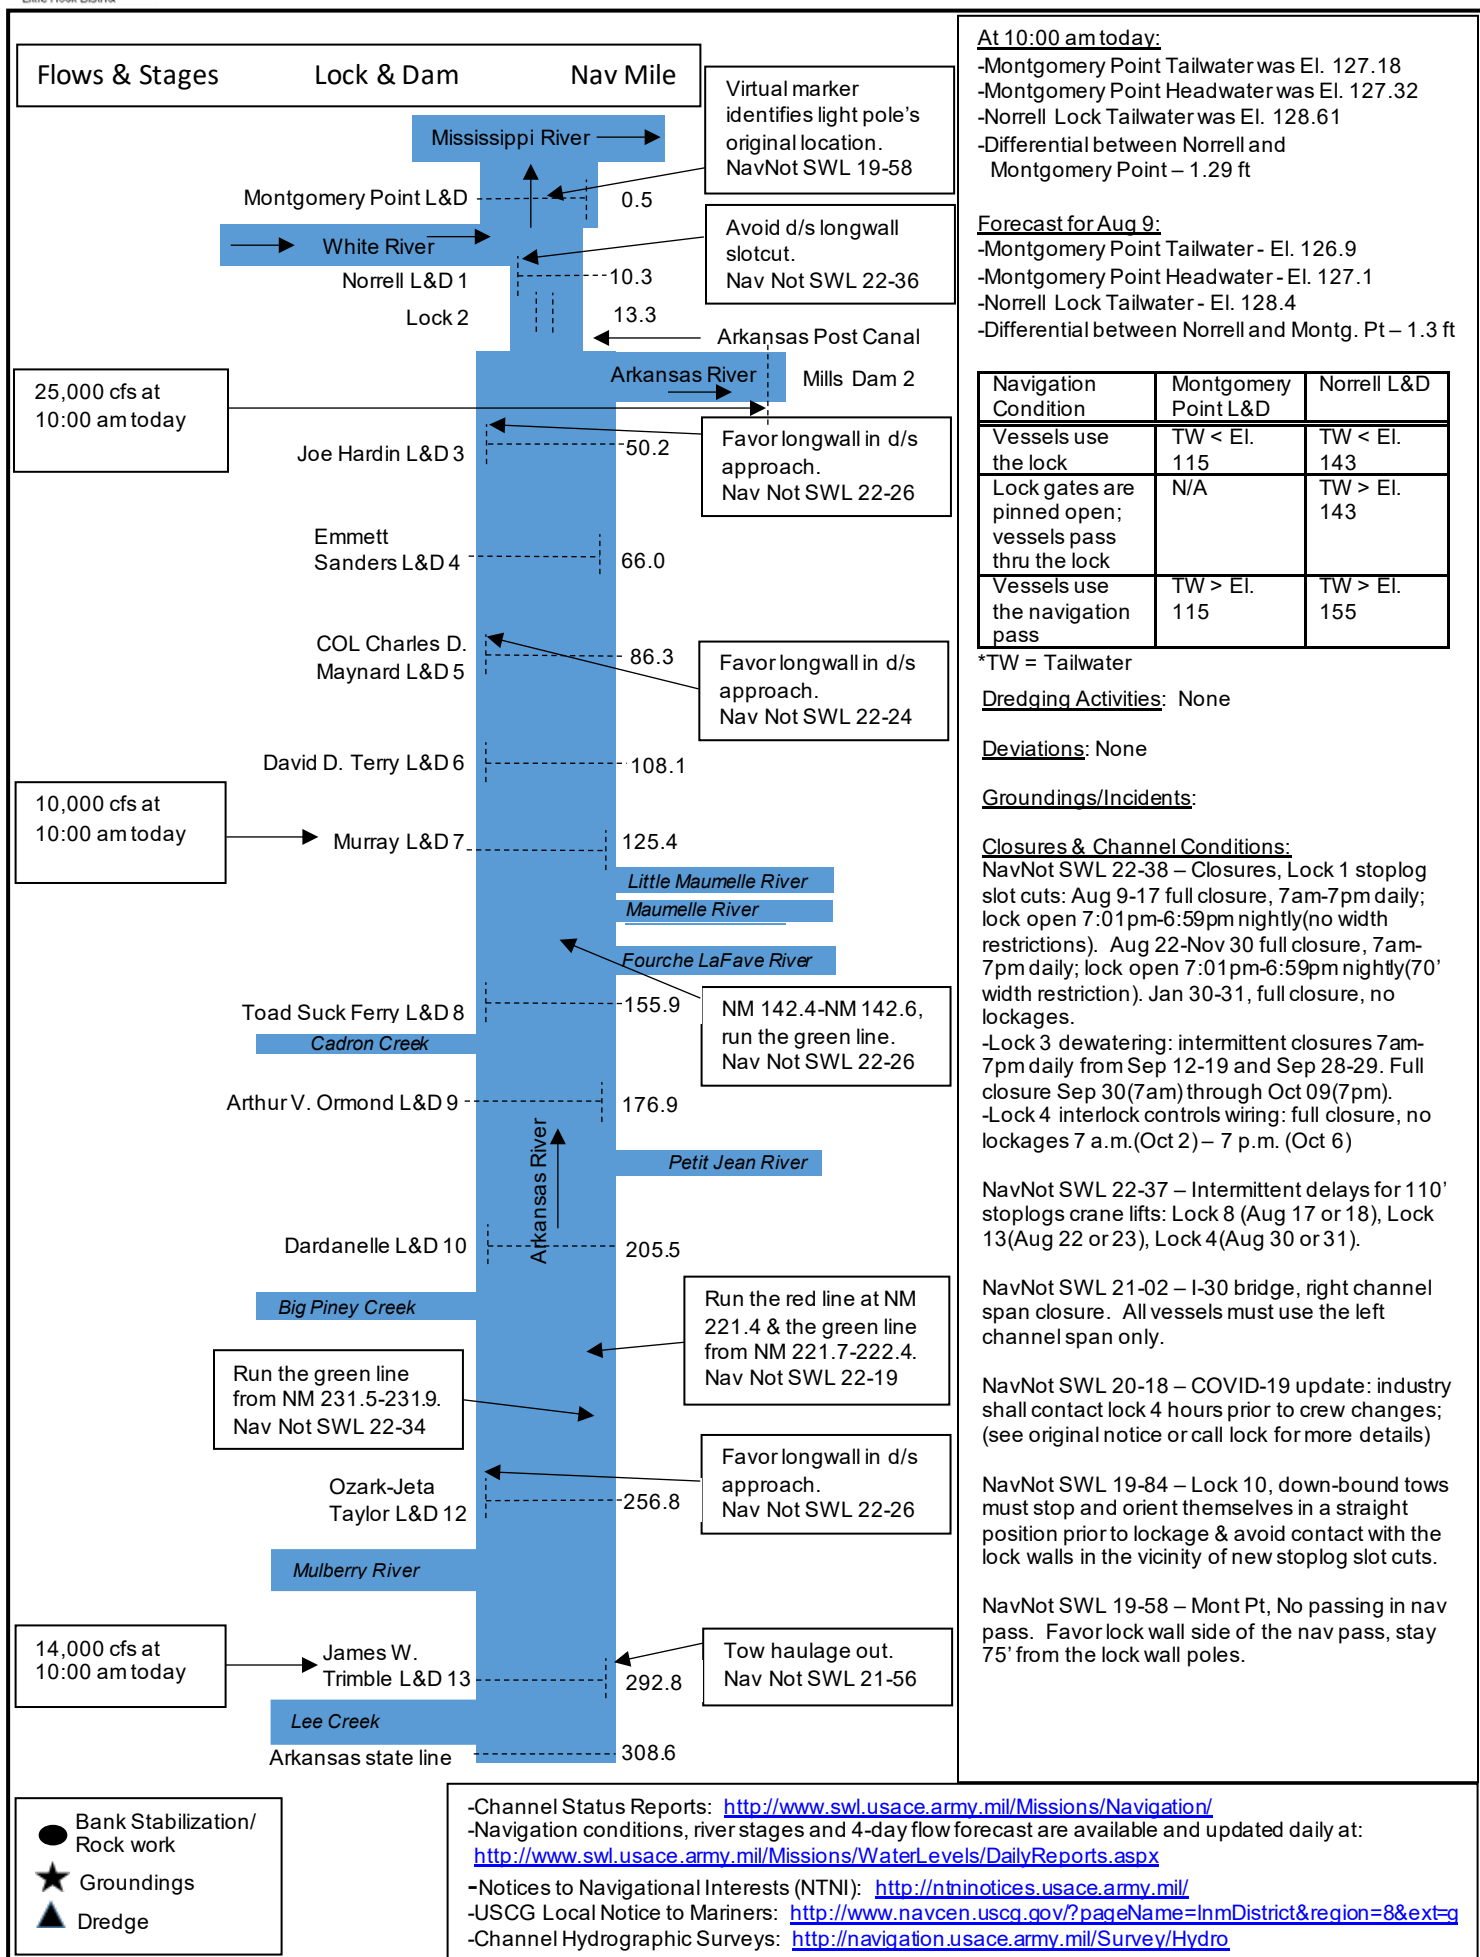 Little Rock District
Flows & Stages Lock & Dam Nav Mile
Virtual marker
identifies light pole's
original location.
NavNot SWL 19-58
Mississippi River
Montgomery Point L&D 0.5
White River
Avoid d/s longwall
slotcut.
Nav Not SWL 22-36
Norrell L&D 1 10.3
Lock 2 13.3
Arkansas Post Canal
Arkansas River Mills Dam 2
25,000 cfs at
10:00 am today
Joe Hardin L&D 3 50.2
Favor longwall in d/s
approach.
Nav Not SWL 22-26
Emmett
Sanders L&D 4 66.0
COL Charles D.
Maynard L&D 5 86.3
Favor longwall in d/s
approach.
Nav Not SWL 22-24
David D. Terry L&D 6 108.1
10,000 cfs at
10:00 am today
Murray L&D 7 125.4
Little Maumelle River
Maumelle River
Fourche LaFave River
Toad Suck Ferry L&D 8 155.9
NM 142.4-NM 142.6,
run the green line.
Nav Not SWL 22-26
Cadron Creek
Arthur V. Ormond L&D 9 176.9
Arkansas River
Petit Jean River
Dardanelle L&D 10 205.5
Big Piney Creek
Run the red line at NM
221.4 & the green line
from NM 221.7-222.4.
Nav Not SWL 22-19
Run the green line
from NM 231.5-231.9.
Nav Not SWL 22-34
Favor longwall in d/s
approach.
Nav Not SWL 22-26
Ozark-Jeta
Taylor L&D 12 256.8
Mulberry River
14,000 cfs at
10:00 am today
James W.
Trimble L&D 13 292.8
Tow haulage out.
Nav Not SWL 21-56
Lee Creek
Arkansas state line 308.6
At 10:00 am today:
-Montgomery Point Tailwater was El. 127.18
-Montgomery Point Headwater was El. 127.32
-Norrell Lock Tailwater was El. 128.61
-Differential between Norrell and
Montgomery Point – 1.29 ft
Forecast for Aug 9:
-Montgomery Point Tailwater - El. 126.9
-Montgomery Point Headwater - El. 127.1
-Norrell Lock Tailwater - El. 128.4
-Differential between Norrell and Montg. Pt – 1.3 ft
Navigation Condition Montgomery Point L&D Norrell L&D
Vessels use the lock TW < El. 115 TW < El. 143
Lock gates are pinned open; vessels pass thru the lock N/A TW > El. 143
Vessels use the navigation pass TW > El. 115 TW > El. 155
*TW = Tailwater
Dredging Activities: None
Deviations: None
Groundings/Incidents:
Closures & Channel Conditions:
NavNot SWL 22-38 – Closures, Lock 1 stoplog
slot cuts: Aug 9-17 full closure, 7am-7pm daily;
lock open 7:01pm-6:59pm nightly(no width
restrictions). Aug 22-Nov 30 full closure, 7am-
7pm daily; lock open 7:01pm-6:59pm nightly(70'
width restriction). Jan 30-31, full closure, no
lockages.
-Lock 3 dewatering: intermittent closures 7am-
7pm daily from Sep 12-19 and Sep 28-29. Full
closure Sep 30(7am) through Oct 09(7pm).
-Lock 4 interlock controls wiring: full closure, no
lockages 7 a.m.(Oct 2) – 7 p.m. (Oct 6)
NavNot SWL 22-37 – Intermittent delays for 110'
stoplogs crane lifts: Lock 8 (Aug 17 or 18), Lock
13(Aug 22 or 23), Lock 4(Aug 30 or 31).
NavNot SWL 21-02 – I-30 bridge, right channel
span closure. All vessels must use the left
channel span only.
NavNot SWL 20-18 – COVID-19 update: industry
shall contact lock 4 hours prior to crew changes;
(see original notice or call lock for more details)
NavNot SWL 19-84 – Lock 10, down-bound tows
must stop and orient themselves in a straight
position prior to lockage & avoid contact with the
lock walls in the vicinity of new stoplog slot cuts.
NavNot SWL 19-58 – Mont Pt, No passing in nav
pass. Favor lock wall side of the nav pass, stay
75' from the lock wall poles.
Bank Stabilization/
Rock work
Groundings
Dredge
-Channel Status Reports: http://www.swl.usace.army.mil/Missions/Navigation/
-Navigation conditions, river stages and 4-day flow forecast are available and updated daily at:
http://www.swl.usace.army.mil/Missions/WaterLevels/DailyReports.aspx
-Notices to Navigational Interests (NTNI): http://ntninotices.usace.army.mil/
-USCG Local Notice to Mariners: http://www.navcen.uscg.gov/?pageName=lnmDistrict&region=8&ext=g
-Channel Hydrographic Surveys: http://navigation.usace.army.mil/Survey/Hydro